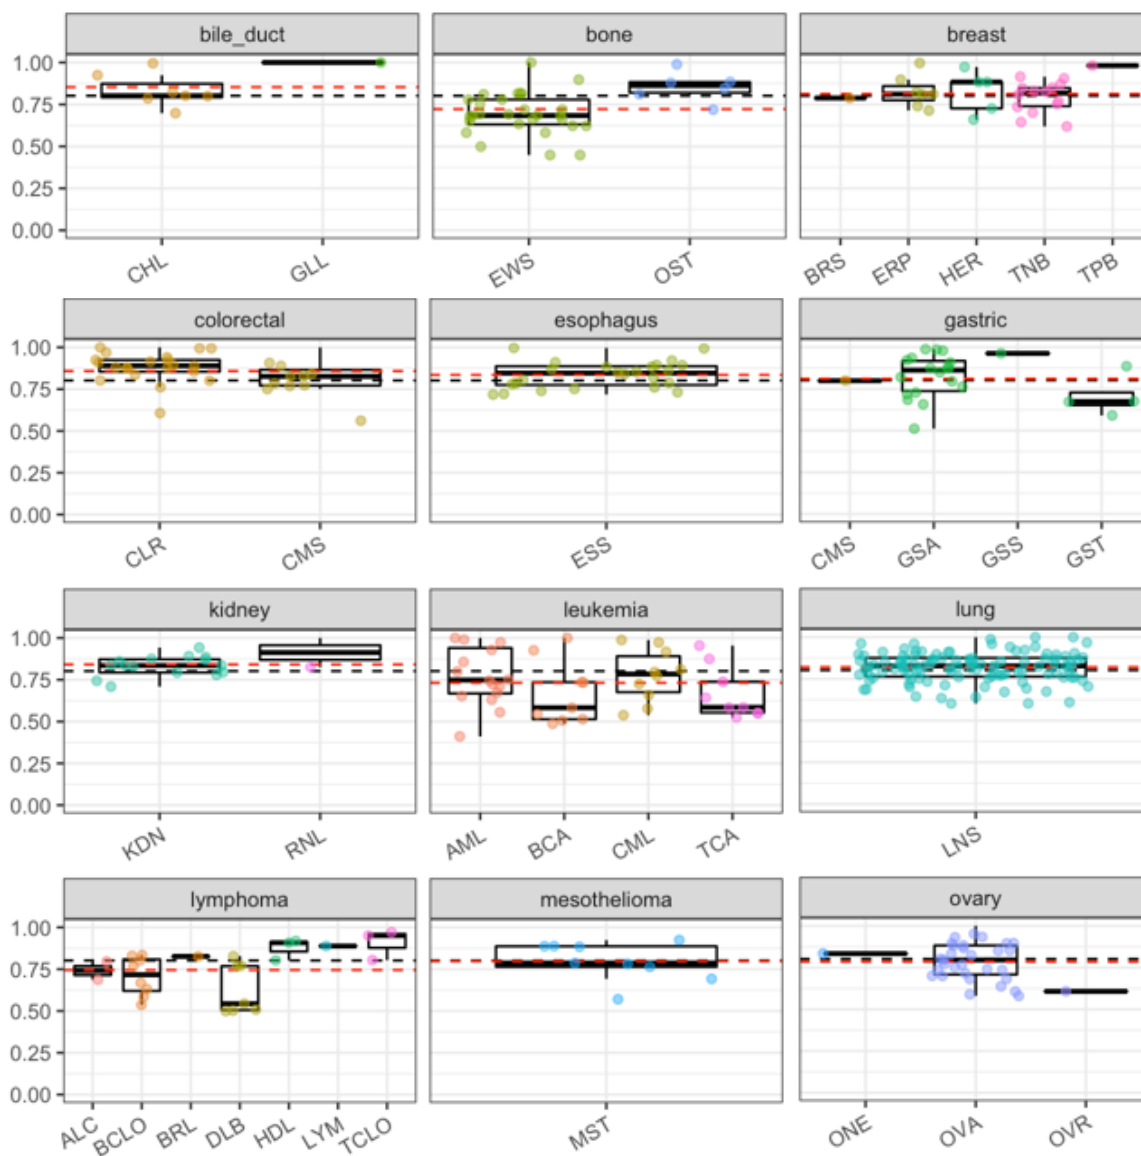 bile_duct bone breast
1.00
0.75
0.50
0.25
0.00
CHL GLL EWS OST BRS ERP HER TNB TPB
colorectal esophagus gastric
1.00
0.75
0.50
0.25
0.00
CLR CMS ESS CMS GSA GSS GST
kidney leukemia lung
1.00
0.75
0.50
0.25
0.00
KDN RNL AML BCA CML TCA LNS
lymphoma mesothelioma ovary
1.00
0.75
0.50
0.25
0.00
ALC BCLO BRL DLB HDL LYM TCLO MST ONE OVA OVR